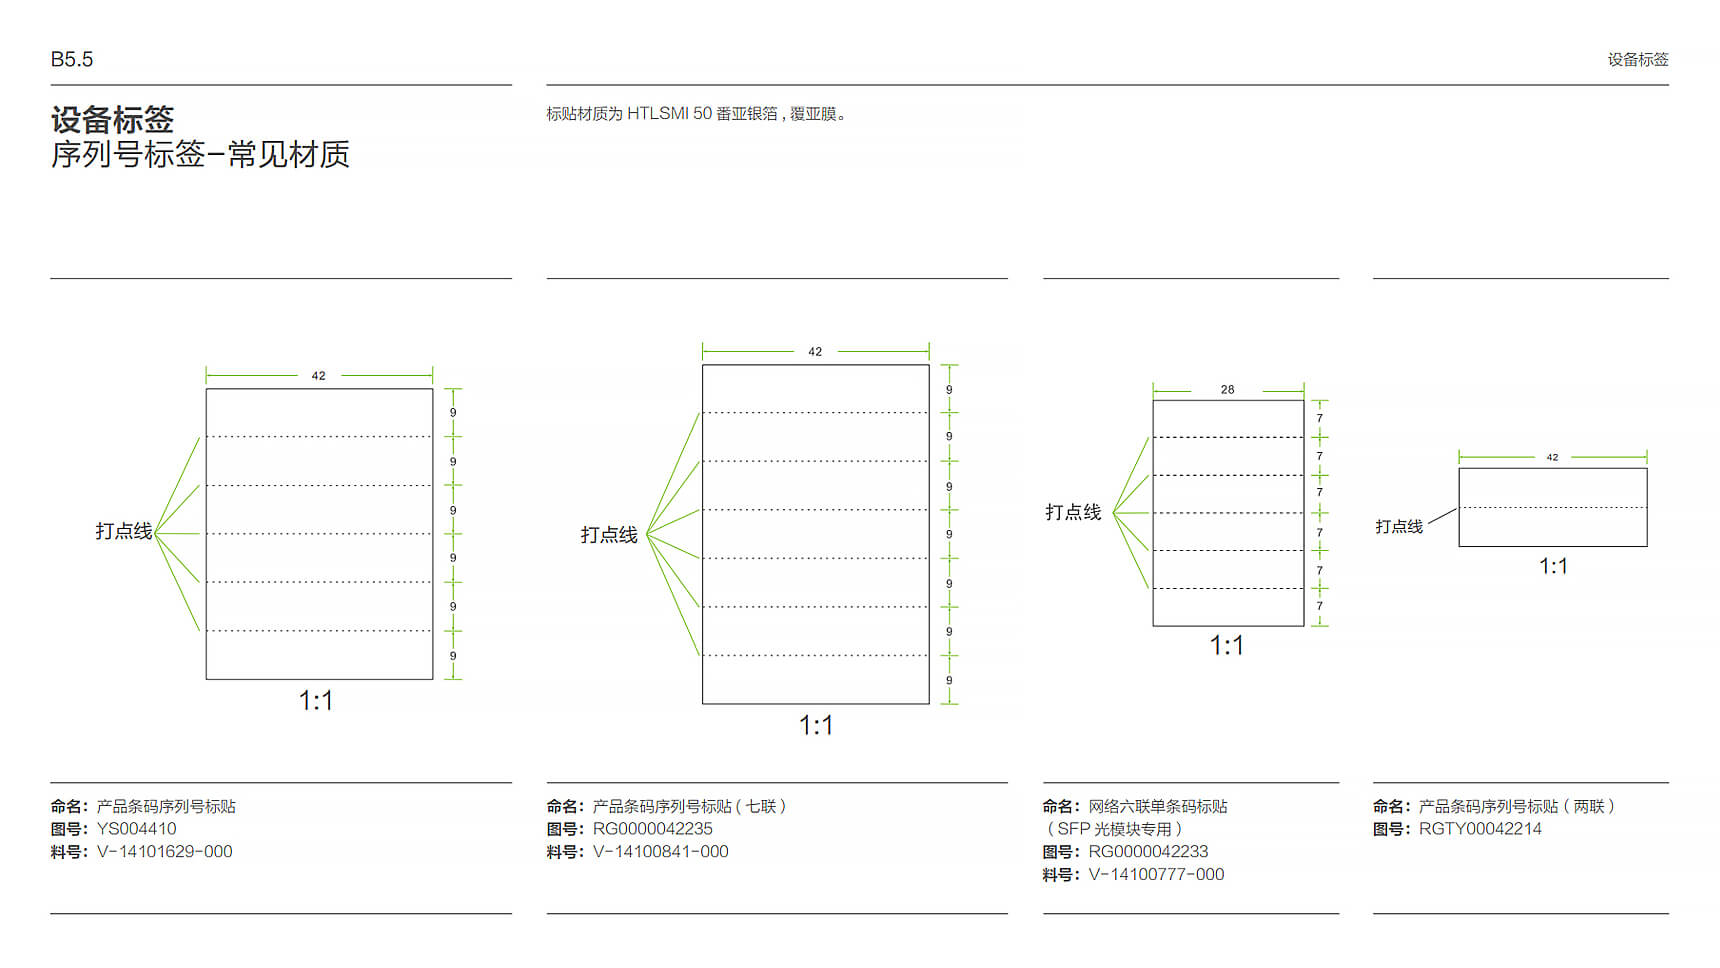 B5.5
设备标签
设备标签
序列号标签-常见材质
标贴材质为 HTLSMI 50 番亚银箔 , 覆亚膜。
42
9
9
9
9
9
9
打点线
1:1
42
9
9
9
9
9
9
9
打点线
1:1
28
7
7
7
7
7
7
打点线
1:1
42
打点线
1:1
命名：产品条码序列号标贴
图号：YS004410
料号：V-14101629-000
命名：产品条码序列号标贴 ( 七联 )
图号：RG0000042235
料号：V-14100841-000
命名：网络六联单条码标贴
( SFP 光模块专用 )
图号：RG0000042233
料号：V-14100777-000
命名：产品条码序列号标贴 ( 两联 )
图号：RGTY00042214